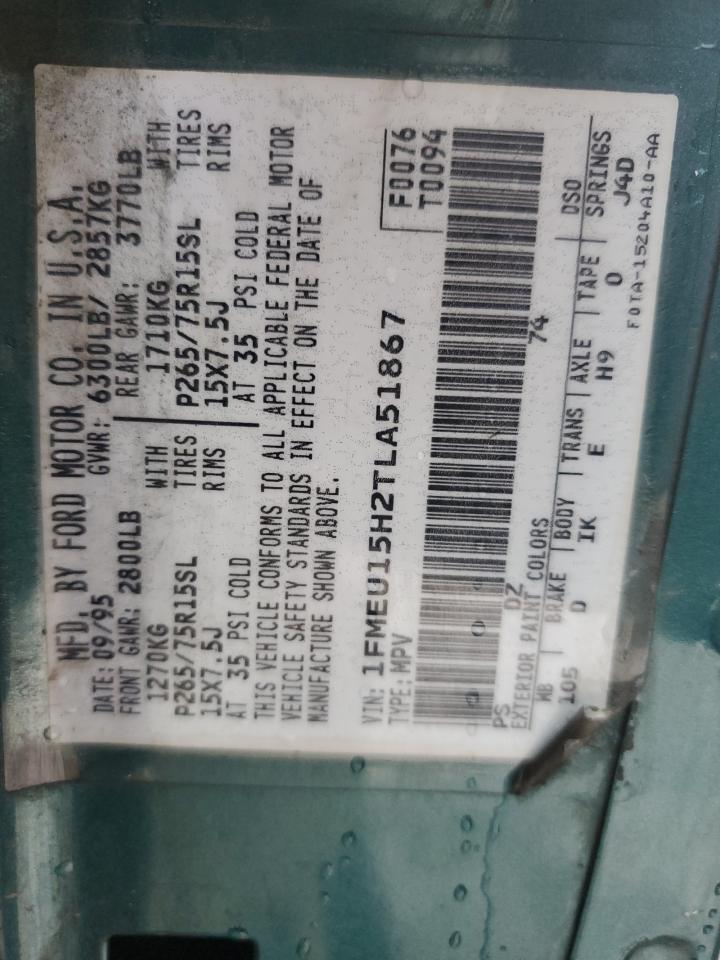 MFD. BY FORD MOTOR CO. IN U.S.A.
DATE: 09/95 GVWR: 6300LB/ 2857KG
FRONT GAWR: 2800LB REAR GAWR: 3770LB
1270KG WITH 1710KG WITH
P265/75R15SL TIRES P265/75R15SL TIRES
15X7.5J RIMS 15X7.5J RIMS
AT 35 PSI COLD AT 35 PSI COLD
THIS VEHICLE CONFORMS TO ALL APPLICABLE FEDERAL MOTOR
VEHICLE SAFETY STANDARDS IN EFFECT ON THE DATE OF
MANUFACTURE SHOWN ABOVE.
VIN: 1FMEU15H2TLA51867 F0076
TYPE: MPV T0094
PS DZ 74
EXTERIOR PAINT COLORS DSO
WB BRAKE BODY TRANS AXLE TAPE SPRINGS
105 D IK E H9 0 J4D
F0TA-15204A10-AA